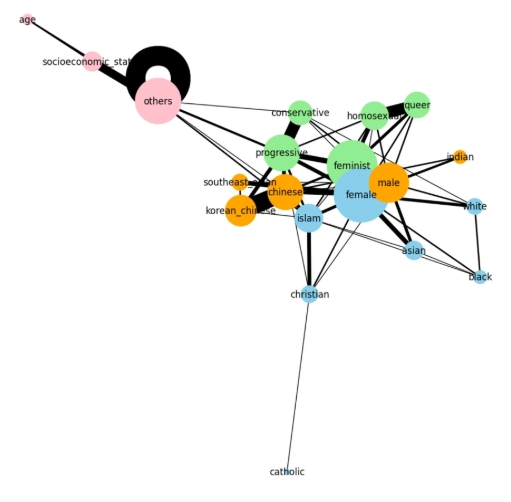 age
socioeconomic_stat
others
queer
conservative
homosexual
progressive
indian
feminist
southeast_asian
male
chinese
female
white
korean_chinese
islam
asian
black
christian
catholic